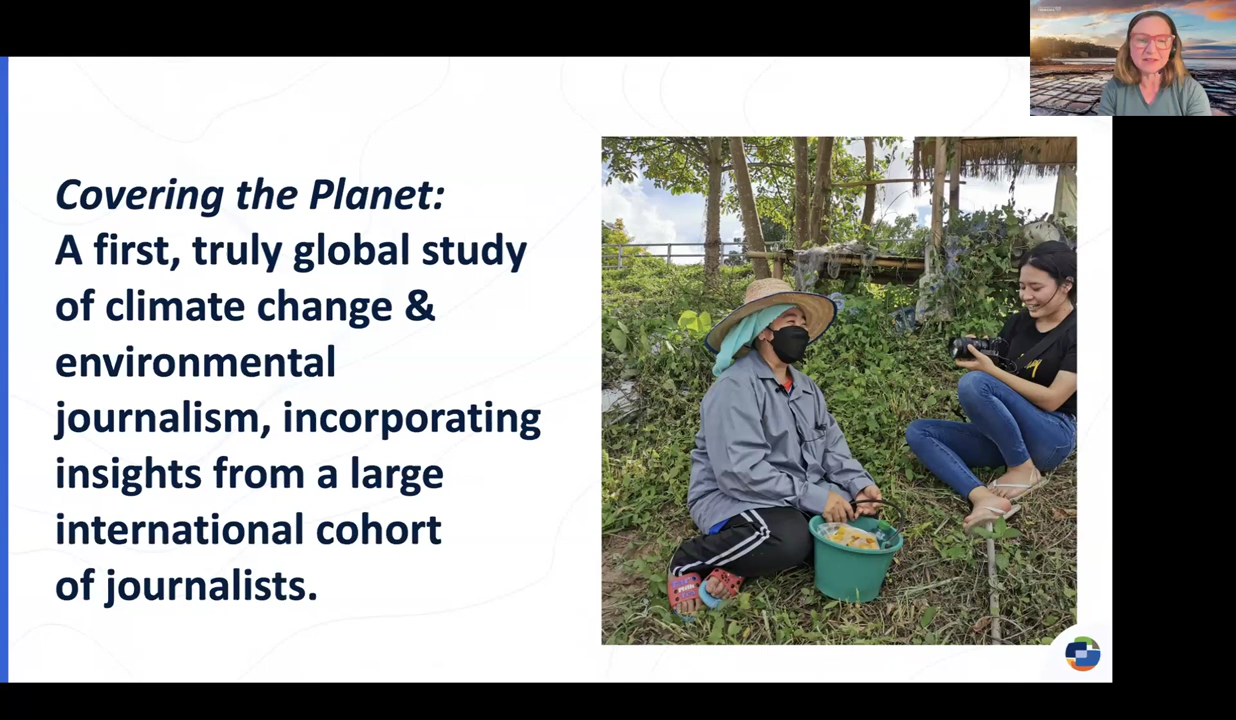 Covering the Planet:
A first, truly global study
of climate change &
environmental
journalism, incorporating
insights from a large
international cohort
of journalists.